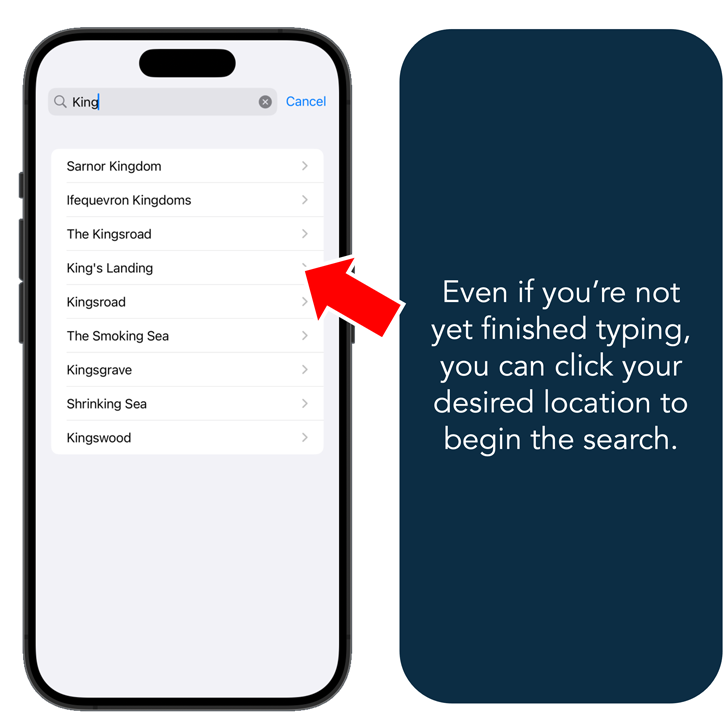 King
Cancel
Sarnor Kingdom
Ifequevron Kingdoms
The Kingsroad
King's Landing
Kingsroad
The Smoking Sea
Kingsgrave
Shrinking Sea
Kingswood
Even if you’re not
yet finished typing,
you can click your
desired location to
begin the search.